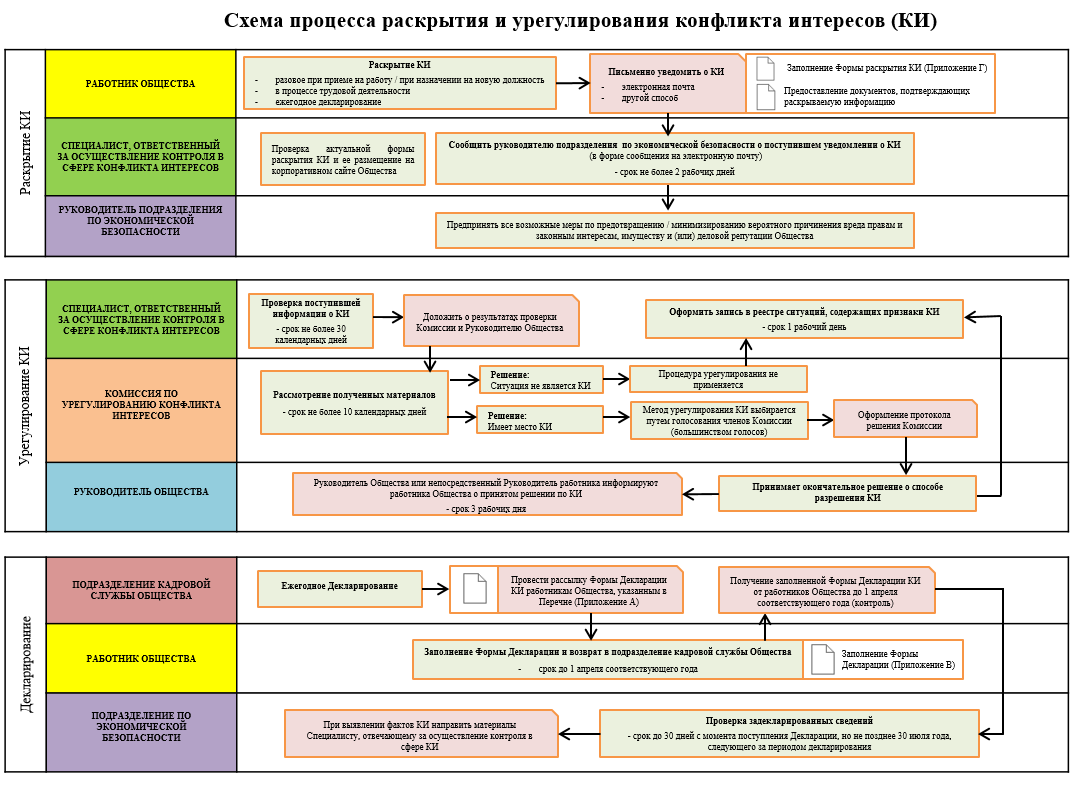 Схема процесса раскрытия и урегулирования конфликта интересов (КИ)
Раскрытие КИ
РАБОТНИК ОБЩЕСТВА
Раскрытие КИ
- разовое при приеме на работу / при назначении на новую должность
- в процессе трудовой деятельности
- ежегодное декларирование
Письменно уведомить о КИ
- электронная почта
- другой способ
Заполнение Формы раскрытия КИ (Приложение Г)
Предоставление документов, подтверждающих
раскрываемую информацию
СПЕЦИАЛИСТ, ОТВЕТСТВЕННЫЙ
ЗА ОСУЩЕСТВЛЕНИЕ КОНТРОЛЯ В
СФЕРЕ КОНФЛИКТА ИНТЕРЕСОВ
Проверка актуальной формы
раскрытия КИ и ее размещение на
корпоративном сайте Общества
Сообщить руководителю подразделения по экономической безопасности о поступившем уведомлении о КИ
(в форме сообщения на электронную почту)
- срок не более 2 рабочих дней
РУКОВОДИТЕЛЬ ПОДРАЗДЕЛЕНИЯ
ПО ЭКОНОМИЧЕСКОЙ
БЕЗОПАСНОСТИ
Предпринять все возможные меры по предотвращению / минимизированию вероятного причинения вреда правам и
законным интересам, имуществу и (или) деловой репутации Общества
Урегулирование КИ
СПЕЦИАЛИСТ, ОТВЕТСТВЕННЫЙ
ЗА ОСУЩЕСТВЛЕНИЕ КОНТРОЛЯ В
СФЕРЕ КОНФЛИКТА ИНТЕРЕСОВ
Проверка поступившей
информации о КИ
- срок не более 30
календарных дней
Доложить о результатах проверки
Комиссии и Руководителю Общества
Оформить запись в реестре ситуаций, содержащих признаки КИ
- срок 1 рабочий день
КОМИССИЯ ПО
УРЕГУЛИРОВАНИЮ КОНФЛИКТА
ИНТЕРЕСОВ
Рассмотрение полученных материалов
- срок не более 10 календарных дней
Решение:
Ситуация не является КИ
Процедура урегулирования не
применяется
Решение:
Имеет место КИ
Метод урегулирования КИ выбирается
путем голосования членов Комиссии
(большинством голосов)
Оформление протокола
решения Комиссии
РУКОВОДИТЕЛЬ ОБЩЕСТВА
Руководитель Общества или непосредственный Руководитель работника информируют
работника Общества о принятом решении по КИ
- срок 3 рабочих дня
Принимает окончательное решение о способе
разрешения КИ
Декларирование
ПОДРАЗДЕЛЕНИЕ КАДРОВОЙ
СЛУЖБЫ ОБЩЕСТВА
Ежегодное Декларирование
Провести рассылку Формы Декларации
КИ работникам Общества, указанным в
Перечне (Приложение А)
Получение заполненной Формы Декларации КИ
от работников Общества до 1 апреля
соответствующего года (контроль)
РАБОТНИК ОБЩЕСТВА
Заполнение Формы Декларации и возврат в подразделение кадровой службы Общества
- срок до 1 апреля соответствующего года
Заполнение Формы
Декларации (Приложение В)
ПОДРАЗДЕЛЕНИЕ ПО
ЭКОНОМИЧЕСКОЙ
БЕЗОПАСНОСТИ
При выявлении фактов КИ направить материалы
Специалисту, отвечающему за осуществление контроля в
сфере КИ
Проверка задекларированных сведений
- срок до 30 дней с момента поступления Декларации, но не позднее 30 июля года,
следующего за периодом декларирования